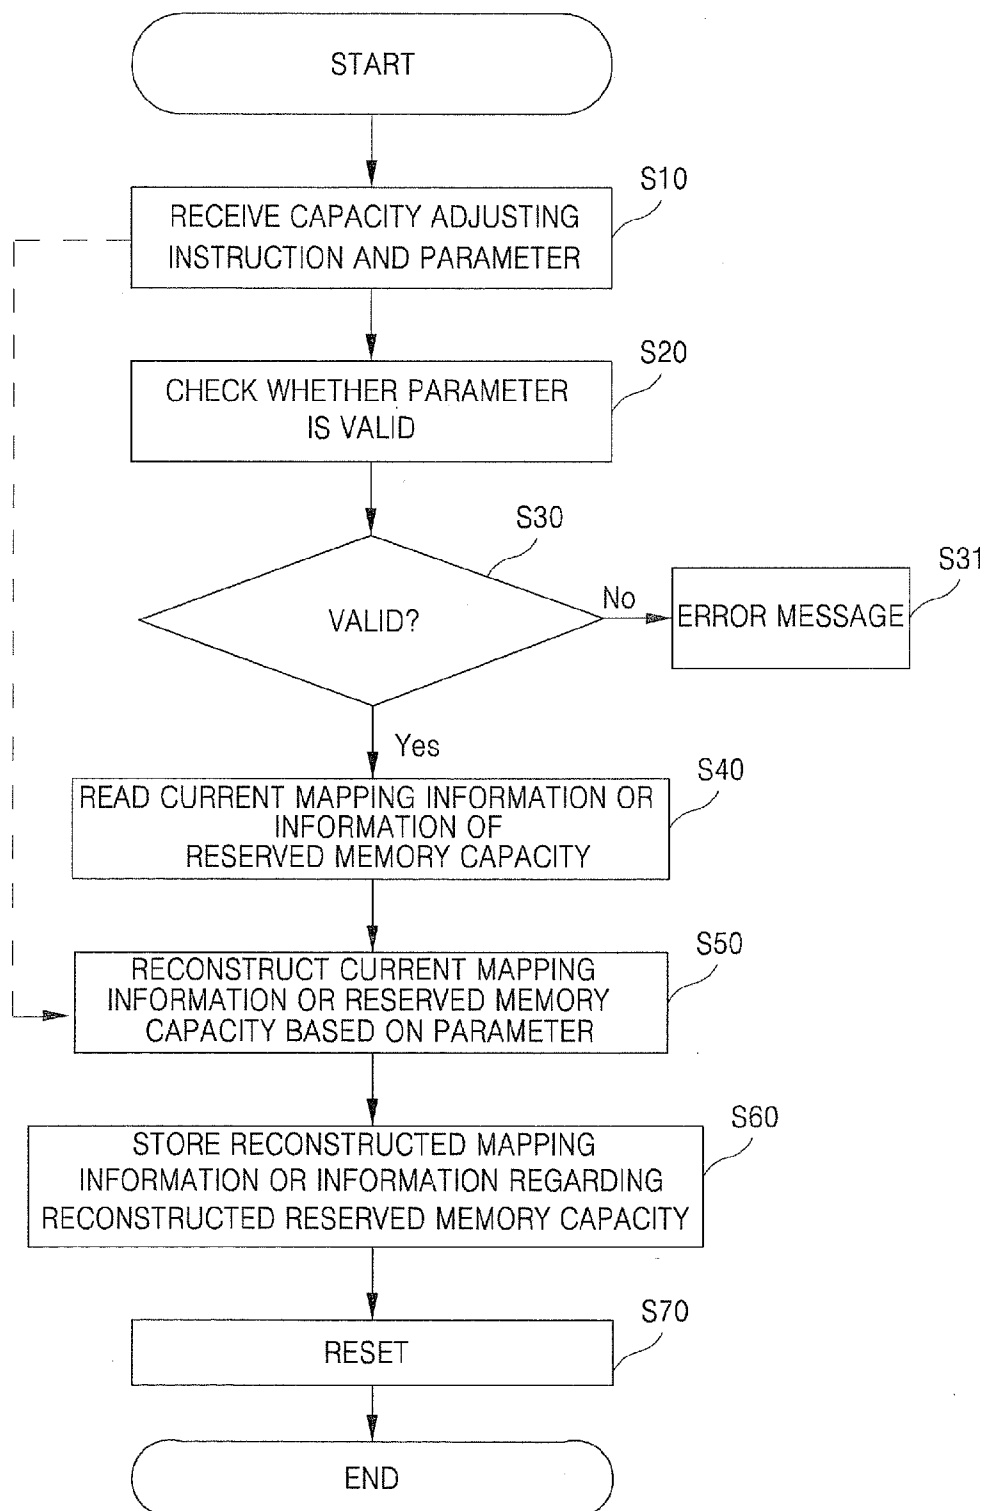 START
S10
RECEIVE CAPACITY ADJUSTING
INSTRUCTION AND PARAMETER
S20
CHECK WHETHER PARAMETER
IS VALID
S30
VALID?
No
S31
ERROR MESSAGE
Yes
S40
READ CURRENT MAPPING INFORMATION OR
INFORMATION OF
RESERVED MEMORY CAPACITY
S50
RECONSTRUCT CURRENT MAPPING
INFORMATION OR RESERVED MEMORY
CAPACITY BASED ON PARAMETER
S60
STORE RECONSTRUCTED MAPPING
INFORMATION OR INFORMATION REGARDING
RECONSTRUCTED RESERVED MEMORY CAPACITY
S70
RESET
END